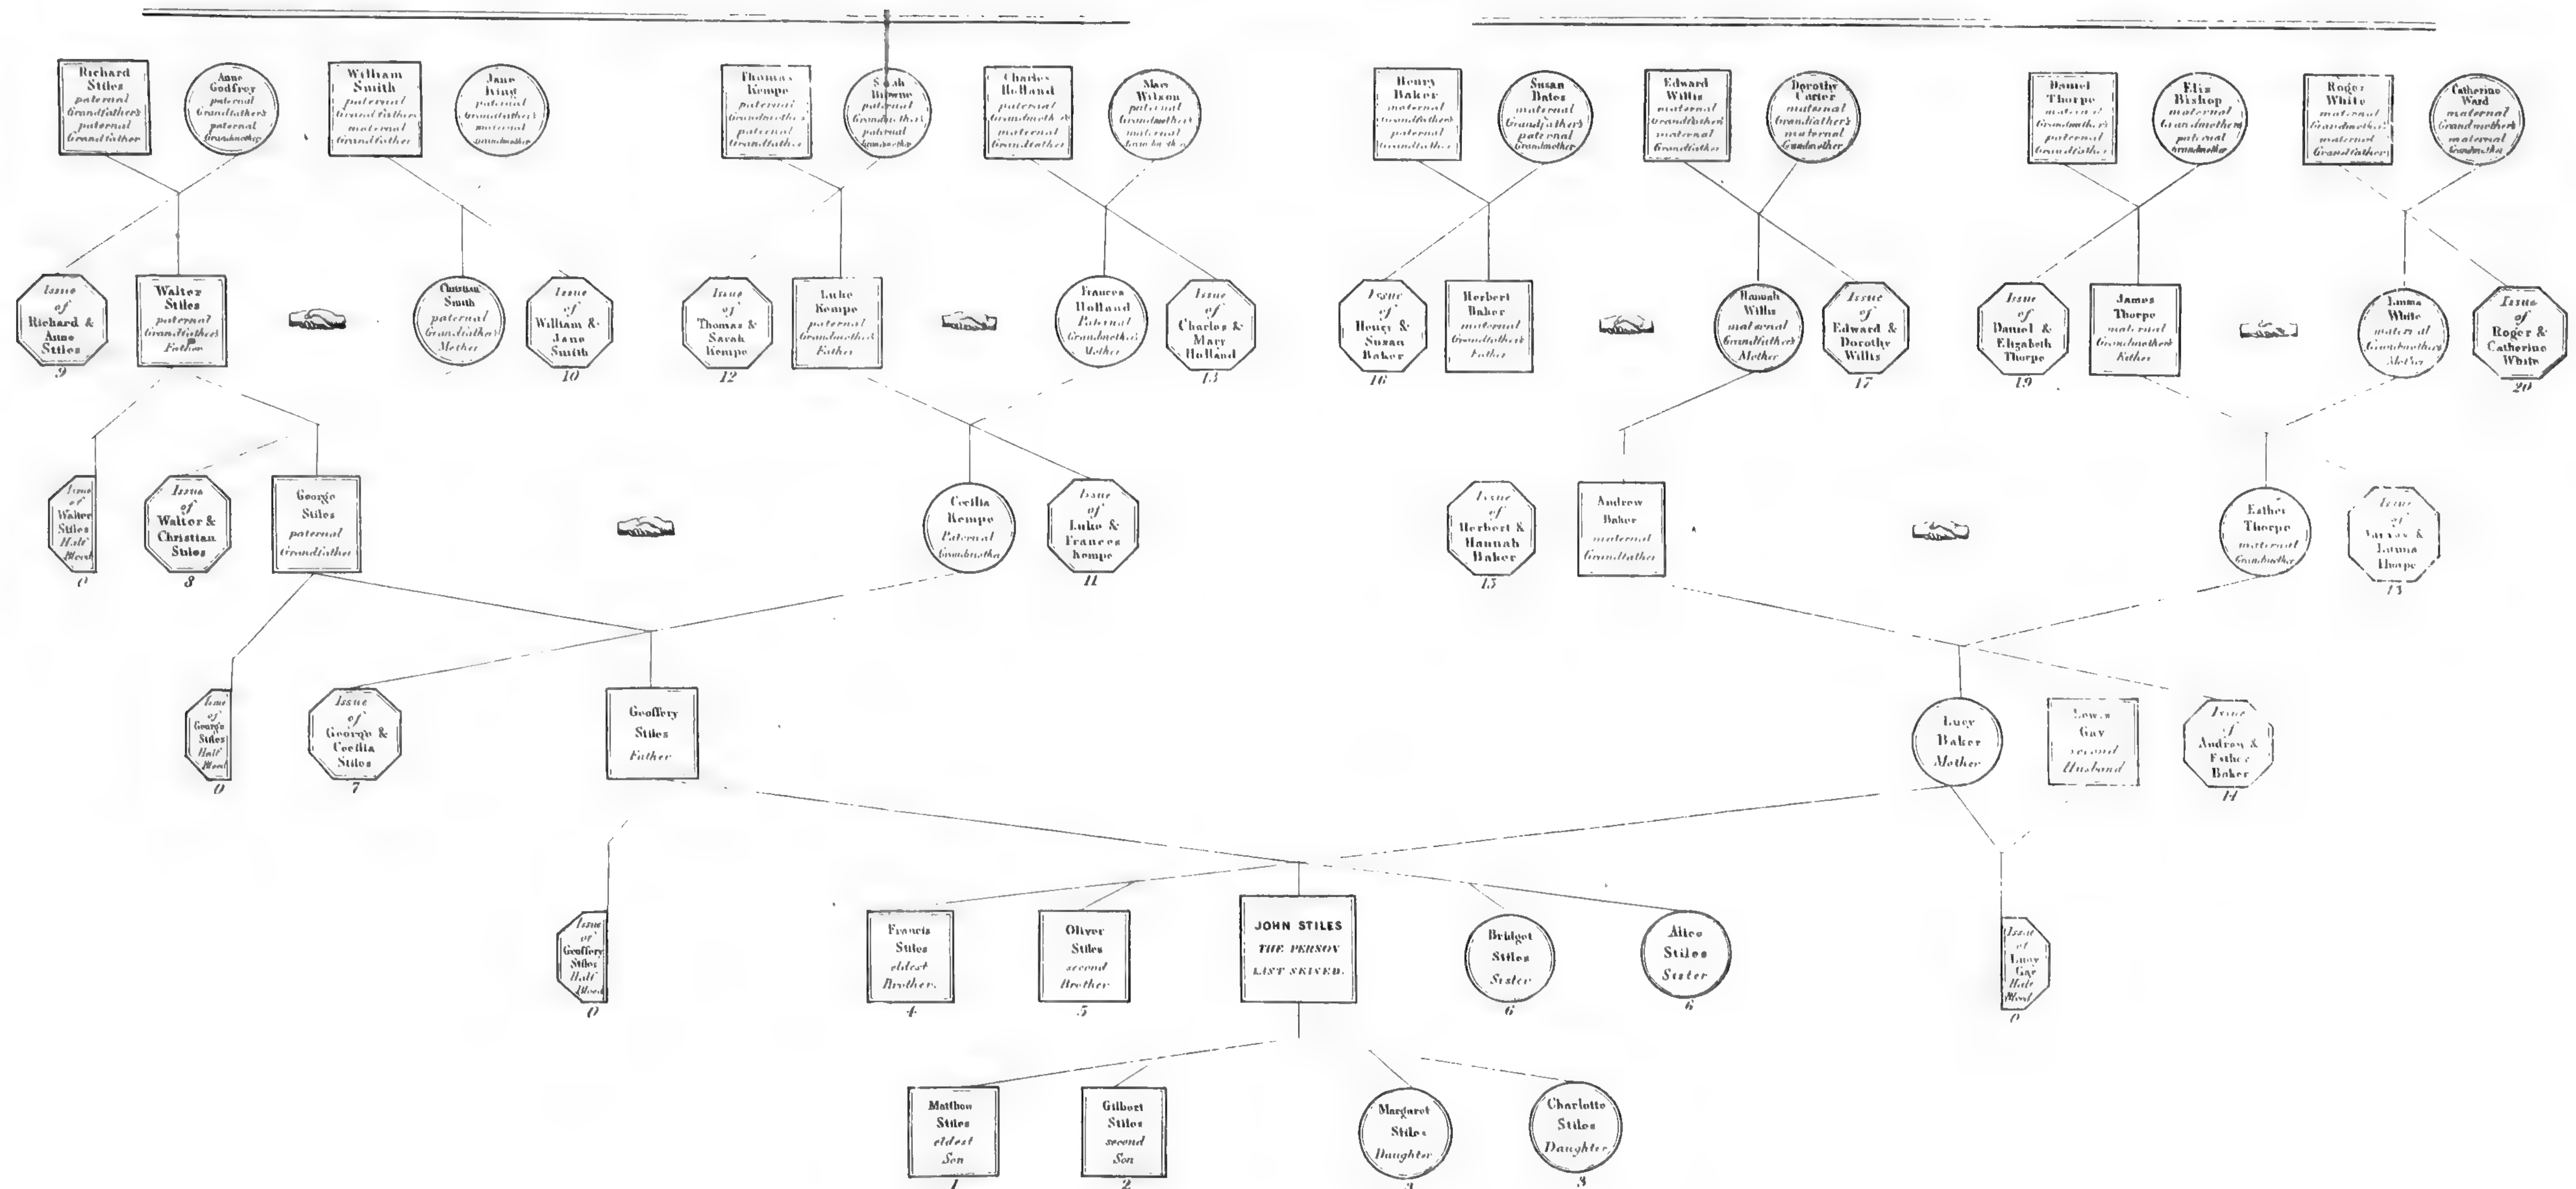 Richard
Stiles
paternal
Grandfather's
paternal
Grandfather
Anne
Godfrey
paternal
Grandfather's
paternal
Grandmother
William
Smith
paternal
Grandfather's
maternal
Grandfather
Jane
King
paternal
Grandfather's
maternal
Grandmother
Thomas
Kempe
paternal
Grandmother's
paternal
Grandfather
Browne
paternal
Grandmother's
paternal
Grandmother
Charles
Holland
paternal
Grandmother's
maternal
Grandfather
Mary
Wilson
paternal
Grandmother's
maternal
Grandmother
Henry
Baker
maternal
Grandfather's
paternal
Grandfather
Susan
Bates
maternal
Grandfather's
paternal
Grandmother
Edward
Willis
maternal
Grandfather's
maternal
Grandfather
Dorothy
Carter
maternal
Grandfather's
maternal
Grandmother
Daniel
Thorpe
maternal
Grandmother's
paternal
Grandfather
Eliz
Bishop
maternal
Grandmother's
paternal
Grandmother
Roger
White
maternal
Grandmother's
maternal
Grandfather
Catherine
Ward
maternal
Grandmother's
maternal
Grandmother
Issue
of
Richard &
Anne
Stiles
9
Walter
Stiles
paternal
Grandfather's
Father
Christian
Smith
paternal
Grandfather's
Mother
Issue
of
William &
Jane
Smith
10
Issue
of
Thomas &
Sarah
Kempe
12
Luke
Kempe
paternal
Grandmother's
Father
Frances
Holland
Paternal
Grandmother's
Mother
Issue
of
Charles &
Mary
Holland
13
Issue
of
Henry &
Susan
Baker
16
Herbert
Baker
maternal
Grandfather's
Father
Hannah
Willis
maternal
Grandfather's
Mother
Issue
of
Edward &
Dorothy
Willis
17
Issue
of
Daniel &
Elizabeth
Thorpe
19
James
Thorpe
maternal
Grandmother's
Father
Emma
White
maternal
Grandmother's
Mother
Issue
of
Roger &
Catherine
White
20
Issue
of
Walter
Stiles
Half
Blood
0
Issue
of
Walter &
Christian
Stiles
8
George
Stiles
paternal
Grandfather
Cecilia
Kempe
Paternal
Grandmother
Issue
of
Luke &
Frances
Kempe
11
Issue
of
Herbert &
Hannah
Baker
15
Andrew
Baker
maternal
Grandfather
Esther
Thorpe
maternal
Grandmother
Issue
of
James &
Emma
Thorpe
Issue
of
George
Stiles
Half
Blood
0
Issue
of
George &
Cecilia
Stiles
7
Geoffery
Stiles
Father
Lucy
Baker
Mother
Lewis
Gay
second
Husband
Issue
of
Andrew &
Esther
Baker
14
Issue
of
Geoffery
Stiles
Half
Blood
0
Francis
Stiles
eldest
Brother.
4
Oliver
Stiles
second
Brother
5
JOHN STILES
THE PERSON
LAST SEISED.
Bridget
Stiles
Sister
6
Alice
Stiles
Sister
6
Issue
of
Lucy
Gay
Half
Blood
0
Matthew
Stiles
eldest
Son
1
Gilbert
Stiles
second
Son
2
Margaret
Stiles
Daughter
3
Charlotte
Stiles
Daughter
3